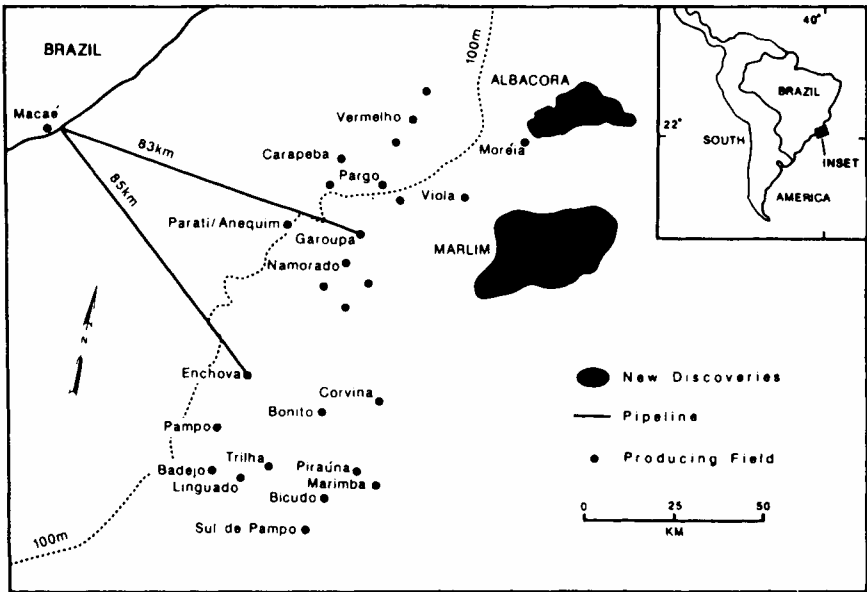 BRAZIL
Macaé
83km
85km
100m
ALBACORA
Vermelho
Moréia
Carapeba
Pargo
Viola
Parati/Anequim
Garoupa
MARLIM
Namorado
N
Enchova
Corvina
Bonito
Pampo
Trilha
Badejo
Linguado
Piraúna
Marimba
Bicudo
Sul de Pampo
100m
40°
BRAZIL
22°
SOUTH
INSET
AMERICA
New Discoveries
Pipeline
Producing Field
0 25 50
KM